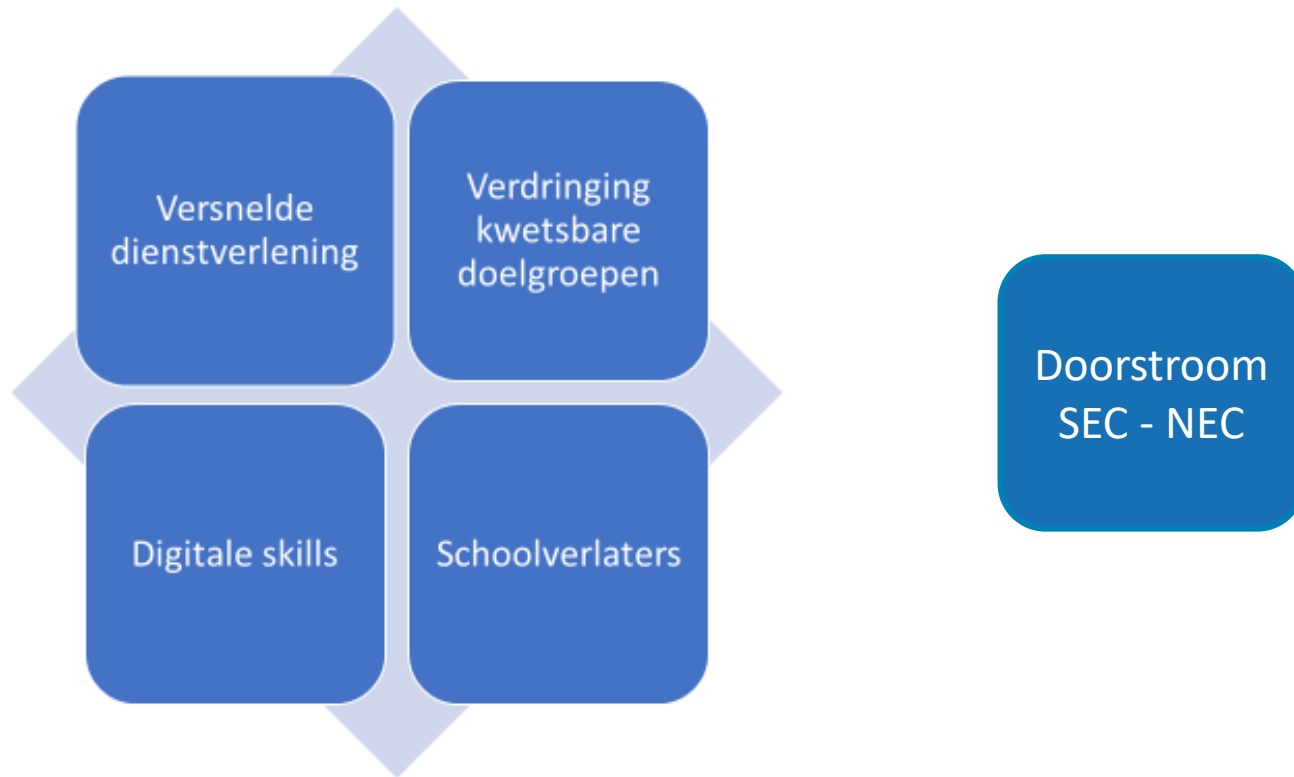 Versnelde
dienstverlening
Verdringing
kwetsbare
doelgroepen
Digitale skills
Schoolverlaters
Doorstroom
SEC - NEC